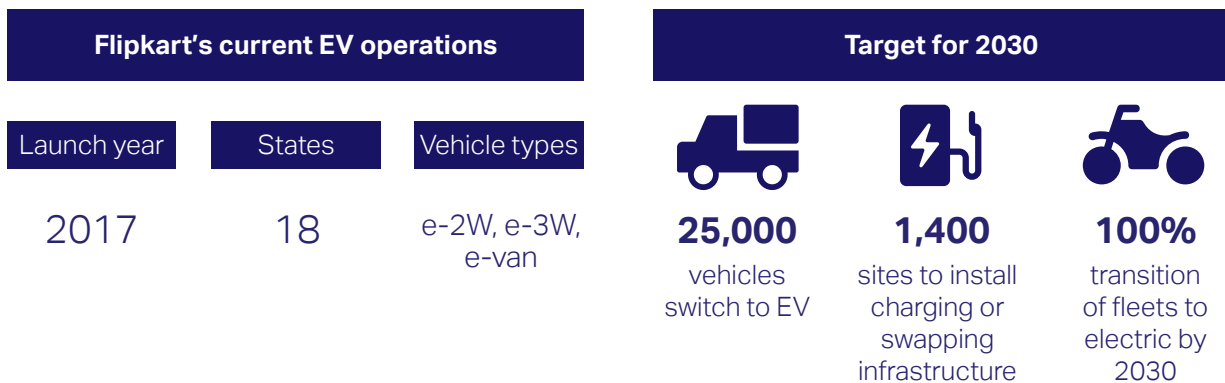 Flipkart's current EV operations
Launch year
2017
States
18
Vehicle types
e-2W, e-3W,
e-van
Target for 2030
25,000
vehicles
switch to EV
1,400
sites to install
charging or
swapping
infrastructure
100%
transition
of fleets to
electric by
2030